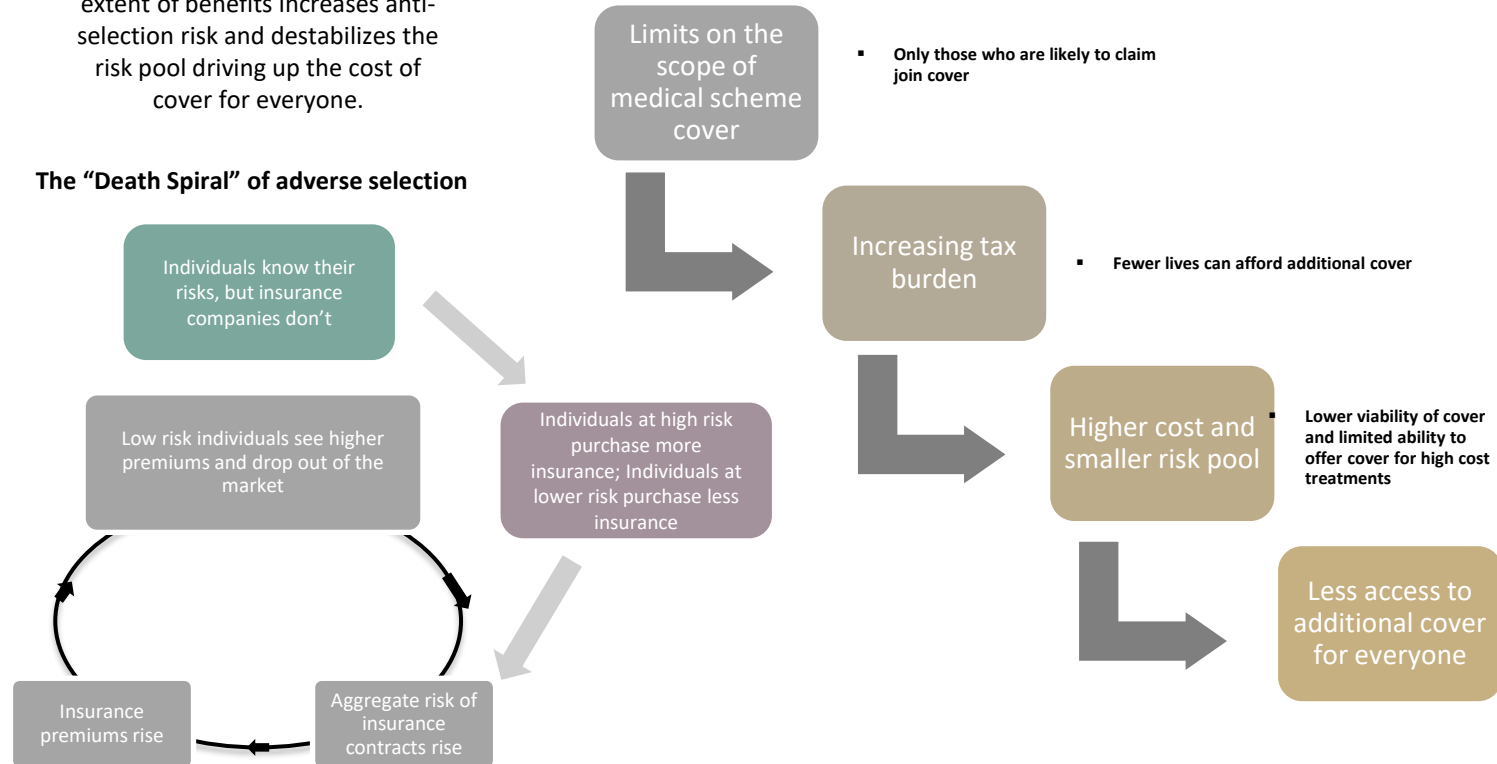 extent of benefits increases anti-
selection risk and destabilizes the
risk pool driving up the cost of
cover for everyone.
The “Death Spiral” of adverse selection
Individuals know their
risks, but insurance
companies don’t
Low risk individuals see higher
premiums and drop out of the
market
Individuals at high risk
purchase more
insurance; Individuals at
lower risk purchase less
insurance
Insurance
premiums rise
Aggregate risk of
insurance
contracts rise
Limits on the
scope of
medical scheme
cover
▪ Only those who are likely to claim
join cover
Increasing tax
burden
▪ Fewer lives can afford additional cover
Higher cost and
smaller risk pool
▪ Lower viability of cover
and limited ability to
offer cover for high cost
treatments
Less access to
additional cover
for everyone